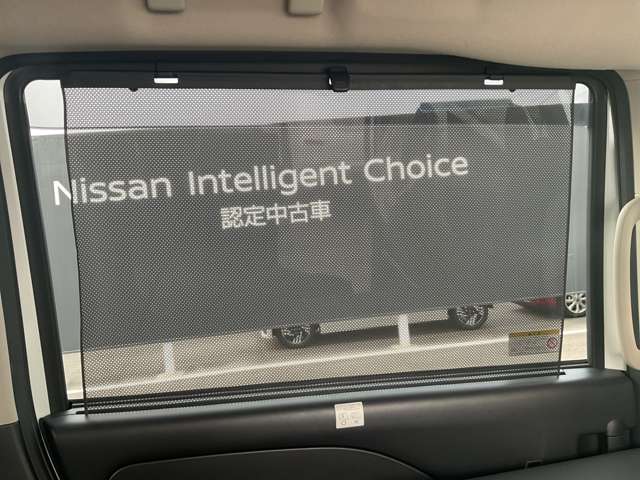 Nissan Intelligent Choice
認定中古車